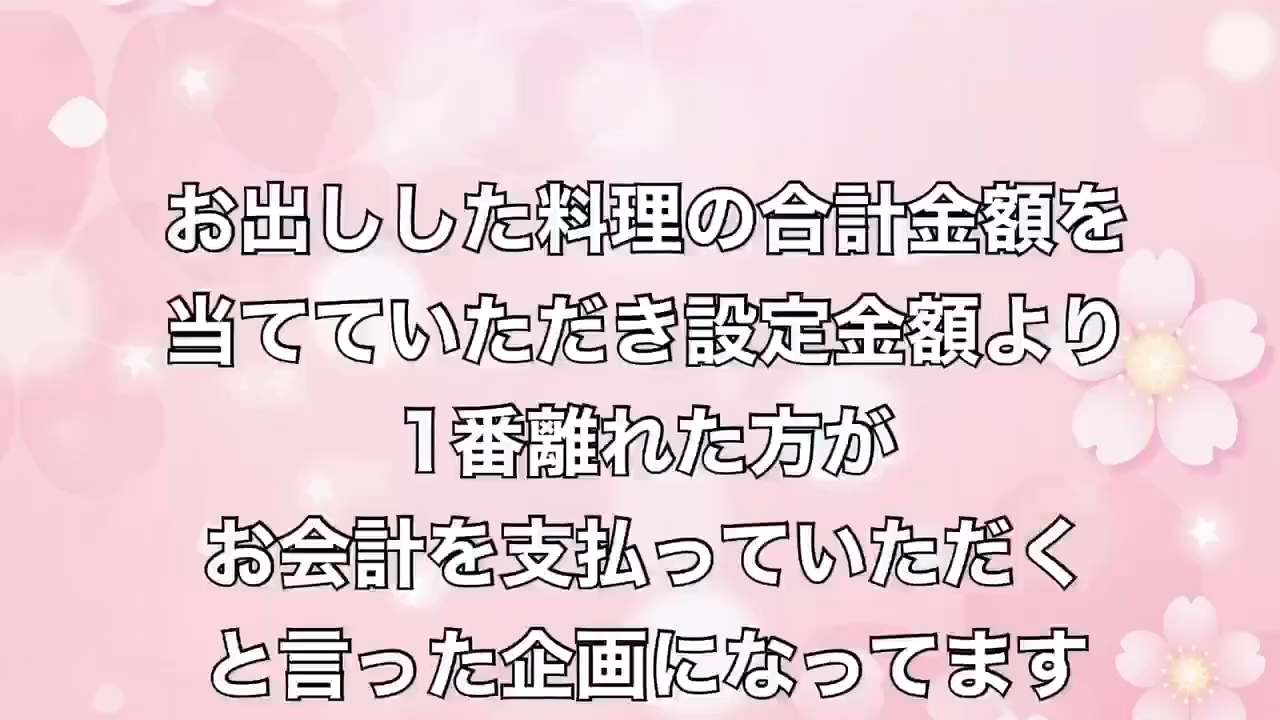 お出しした料理の合計金額を
当てていただき設定金額より
1番離れた方が
お会計を支払っていただく
と言った企画になってます